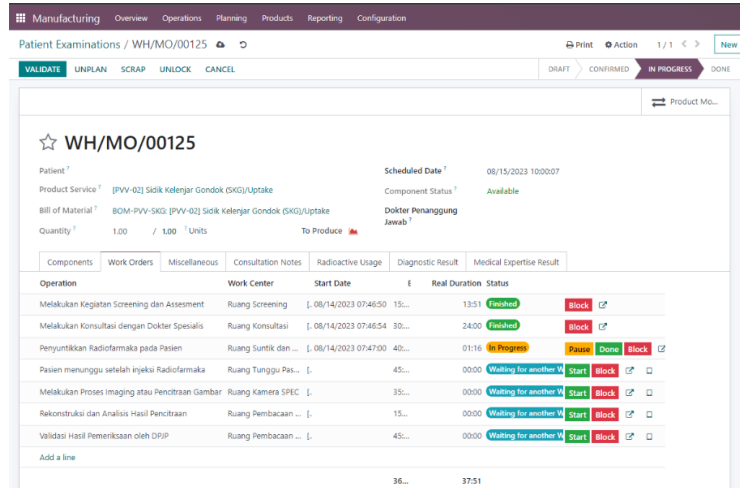 Manufacturing Overview Operations Planning Products Reporting Configuration
Patient Examinations / WH/MO/00125 Print Action 1 / 1 New
VALIDATE UNPLAN SCRAP UNLOCK CANCEL DRAFT CONFIRMED IN PROGRESS DONE
Product Mo...
WH/MO/00125
Patient ? Scheduled Date ? 08/15/2023 10:00:07
Product Service ? [PVV-02] Sidik Kelenjar Gondok (SKG)/Uptake Component Status ? Available
Bill of Material ? BOM-PVV-SKG: [PVV-02] Sidik Kelenjar Gondok (SKG)/Uptake Dokter Penanggung
Jawab ?
Quantity ? 1.00 / 1.00 ? Units To Produce
Components Work Orders Miscellaneous Consultation Notes Radioactive Usage Diagnostic Result Medical Expertise Result
Operation Work Center Start Date E Real Duration Status
Melakukan Kegiatan Screening dan Assesment Ruang Screening [. 08/14/2023 07:46:50 15:... 13:51 Finished Block
Melakukan Konsultasi dengan Dokter Spesialis Ruang Konsultasi [. 08/14/2023 07:46:54 30:... 24:00 Finished Block
Penyuntikkan Radiofarmaka pada Pasien Ruang Suntik dan ... [. 08/14/2023 07:47:00 40:... 01:16 In Progress Pause Done Block
Pasien menunggu setelah injeksi Radiofarmaka Ruang Tunggu Pas... [. 45:... 00:00 Waiting for another W Start Block
Melakukan Proses Imaging atau Pencitraan Gambar Ruang Kamera SPEC [. 35:... 00:00 Waiting for another W Start Block
Rekonstruksi dan Analisis Hasil Pencitraan Ruang Pembacaan ... [. 15... 00:00 Waiting for another W Start Block
Validasi Hasil Pemeriksaan oleh DPJP Ruang Pembacaan ... [. 45:... 00:00 Waiting for another W Start Block
Add a line
36... 37:51